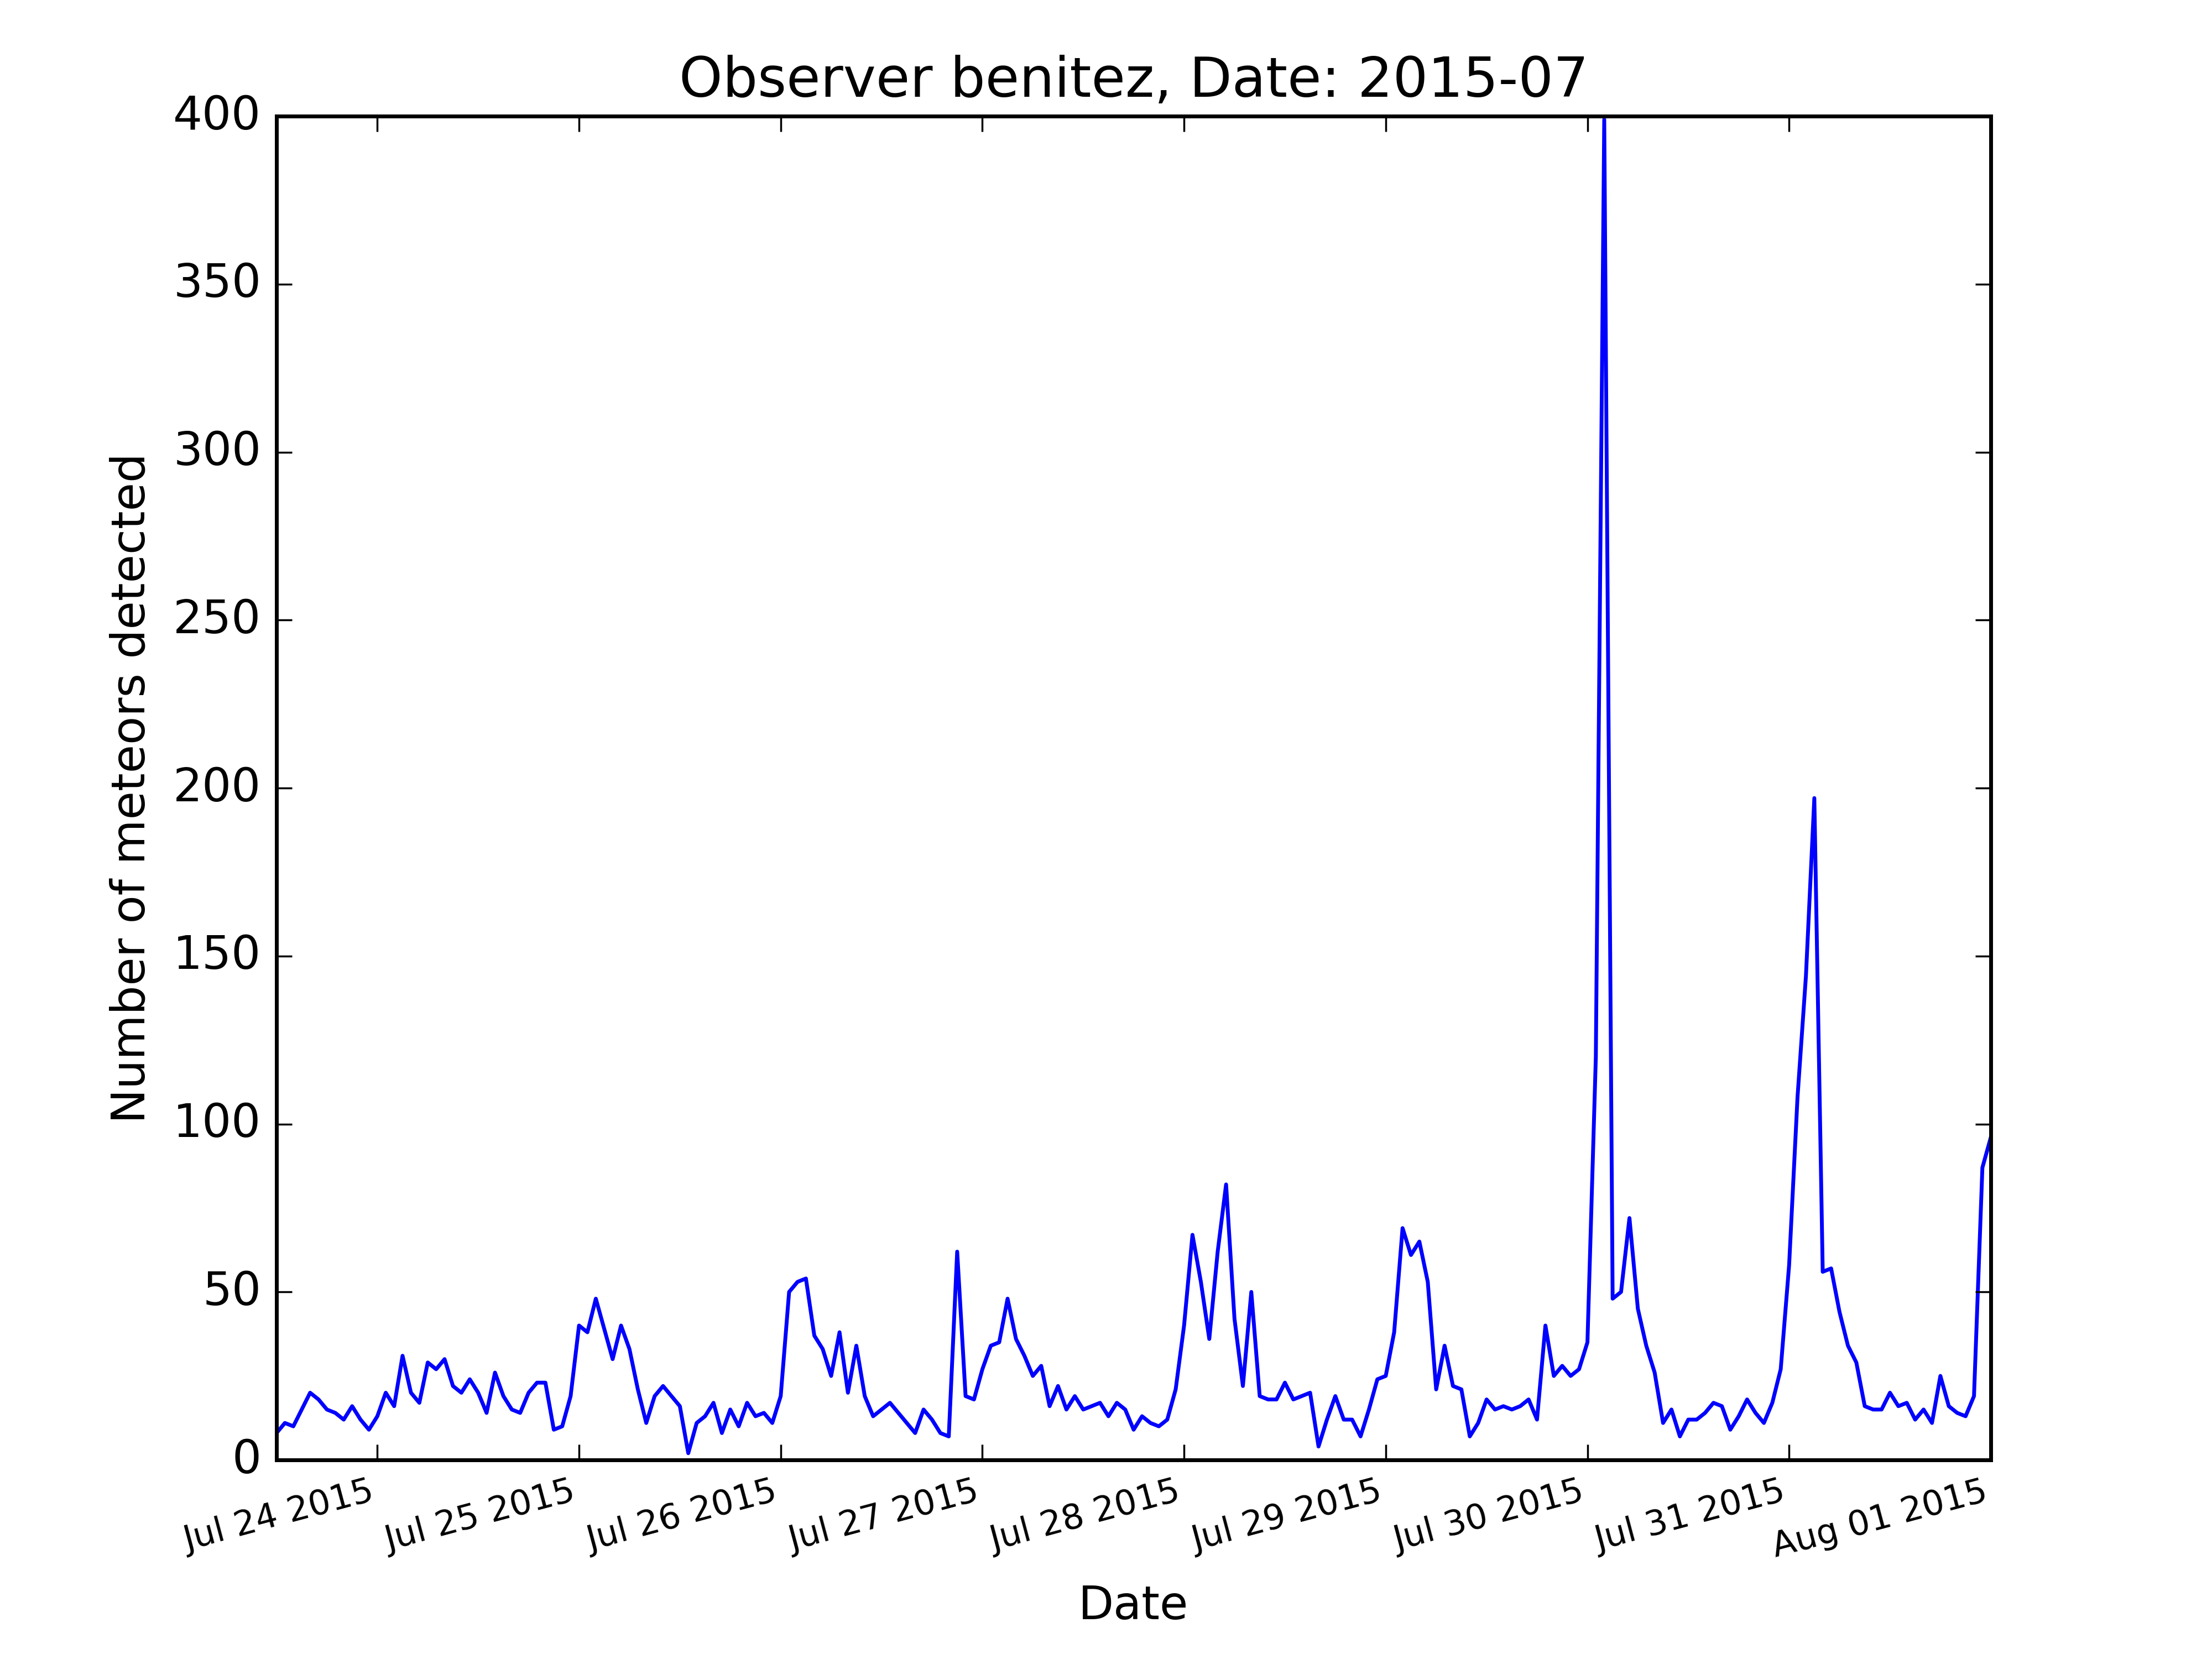 Observer benitez, Date: 2015-07
400
350
300
250
200
150
100
50
0
Number of meteors detected
Jul 24 2015
Jul 25 2015
Jul 26 2015
Jul 27 2015
Jul 28 2015
Jul 29 2015
Jul 30 2015
Jul 31 2015
Aug 01 2015
Date